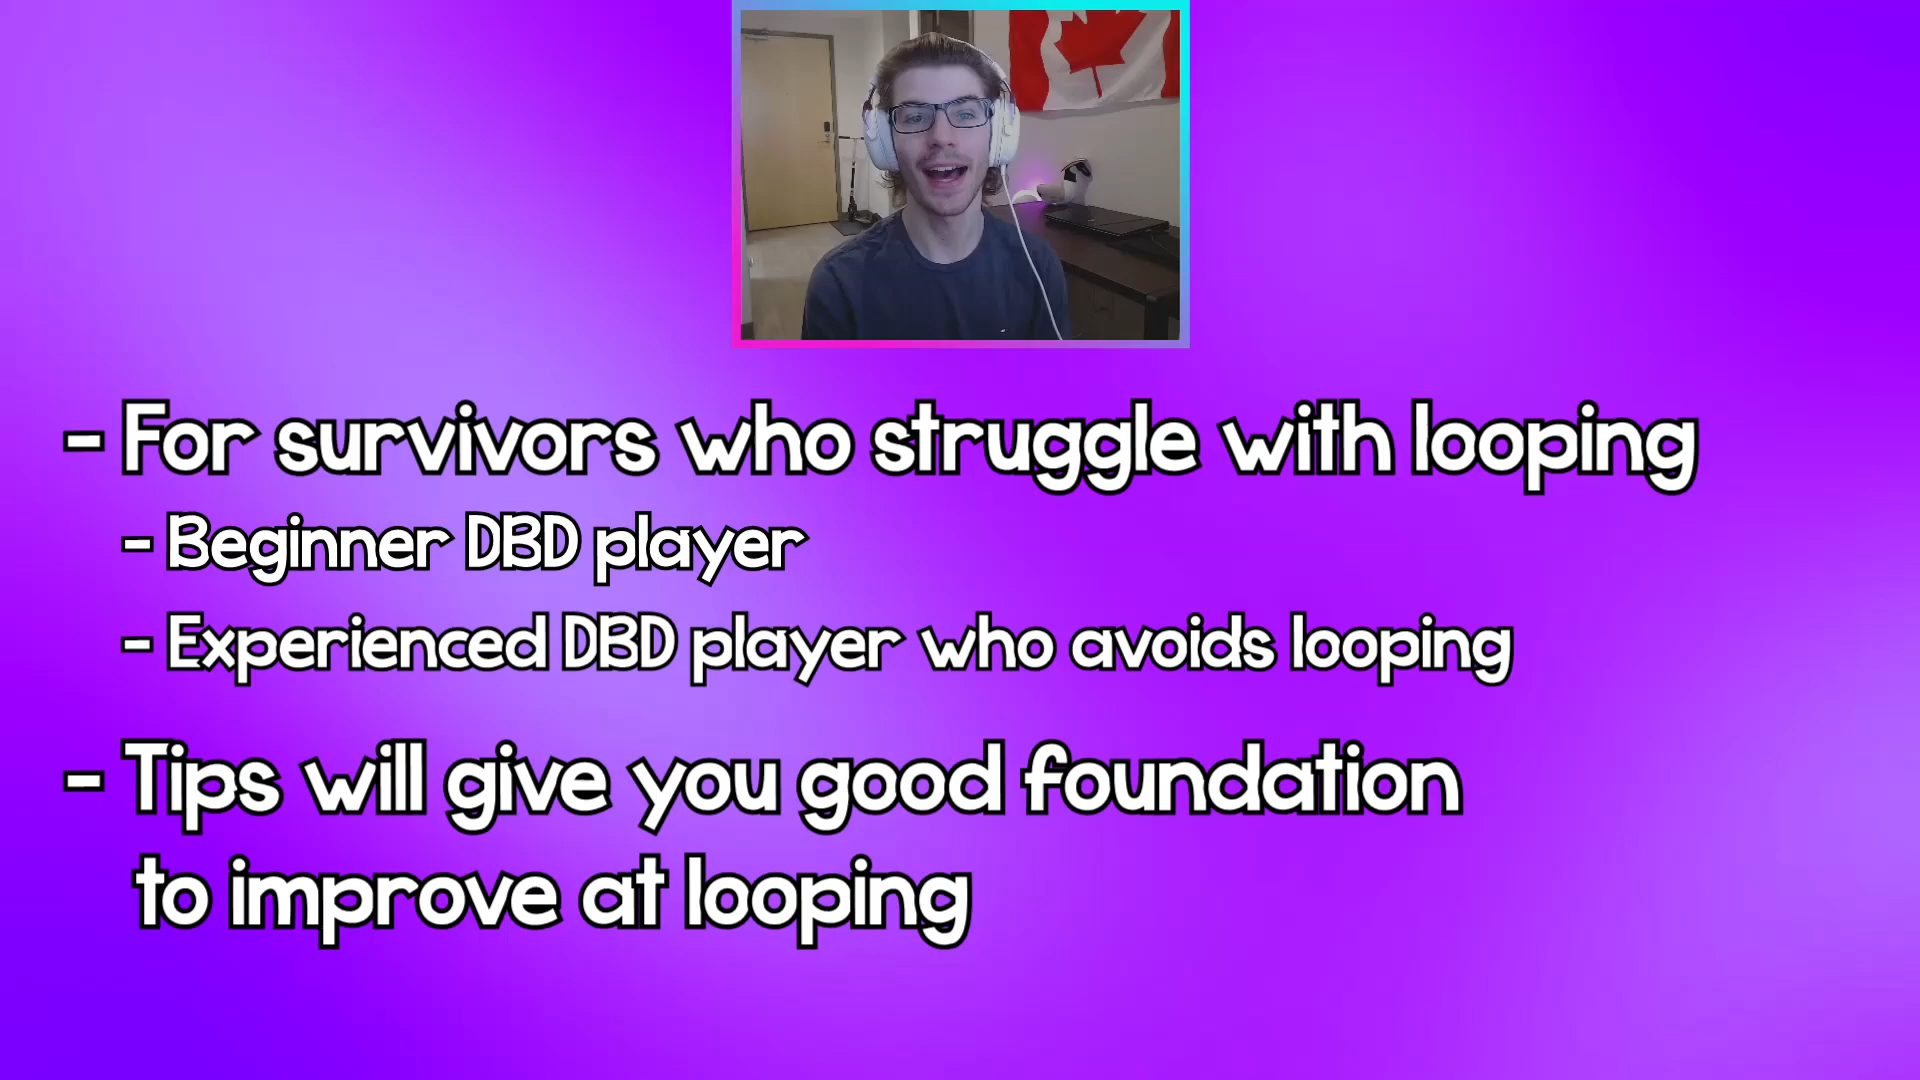 - For survivors who struggle with looping
- Beginner DBD player
- Experienced DBD player who avoids looping
- Tips will give you good foundation
to improve at looping